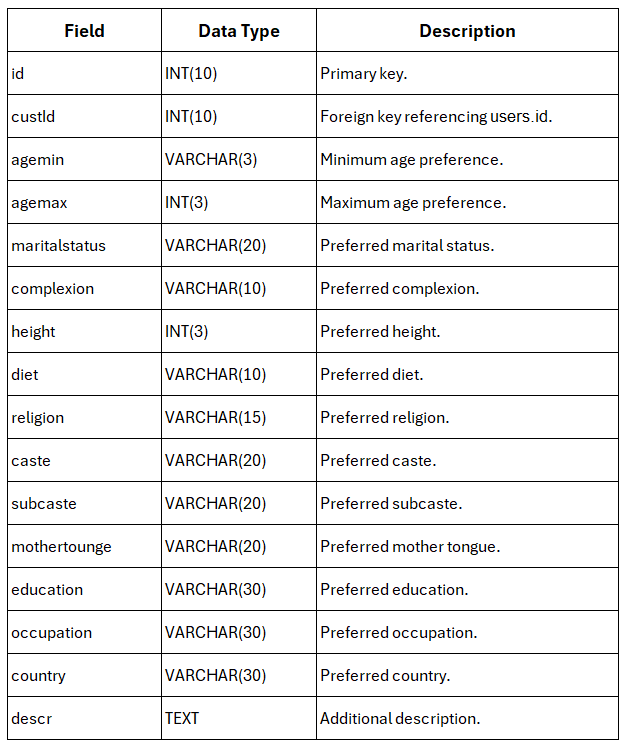 Field Data Type Description
id INT(10) Primary key.
custId INT(10) Foreign key referencing users.id.
agemin VARCHAR(3) Minimum age preference.
agemax INT(3) Maximum age preference.
maritalstatus VARCHAR(20) Preferred marital status.
complexion VARCHAR(10) Preferred complexion.
height INT(3) Preferred height.
diet VARCHAR(10) Preferred diet.
religion VARCHAR(15) Preferred religion.
caste VARCHAR(20) Preferred caste.
subcaste VARCHAR(20) Preferred subcaste.
mothertounge VARCHAR(20) Preferred mother tongue.
education VARCHAR(30) Preferred education.
occupation VARCHAR(30) Preferred occupation.
country VARCHAR(30) Preferred country.
descr TEXT Additional description.